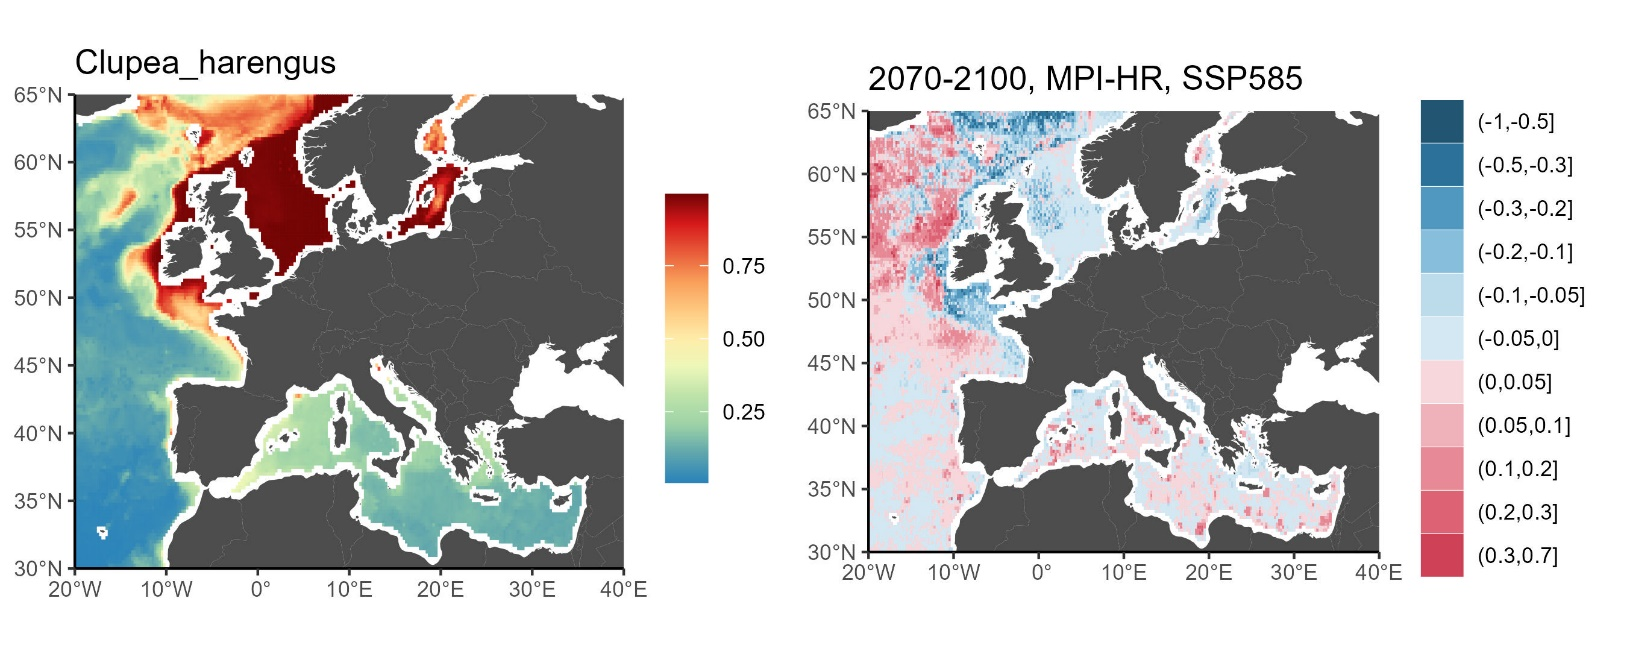 Clupea_harengus
65°N
60°N
55°N
50°N
45°N
40°N
35°N
30°N
20°W 10°W 0° 10°E 20°E 30°E 40°E
0.75
0.50
0.25
2070-2100, MPI-HR, SSP585
65°N
60°N
55°N
50°N
45°N
40°N
35°N
30°N
20°W 10°W 0° 10°E 20°E 30°E 40°E
(-1,-0.5]
(-0.5,-0.3]
(-0.3,-0.2]
(-0.2,-0.1]
(-0.1,-0.05]
(-0.05,0]
(0,0.05]
(0.05,0.1]
(0.1,0.2]
(0.2,0.3]
(0.3,0.7]